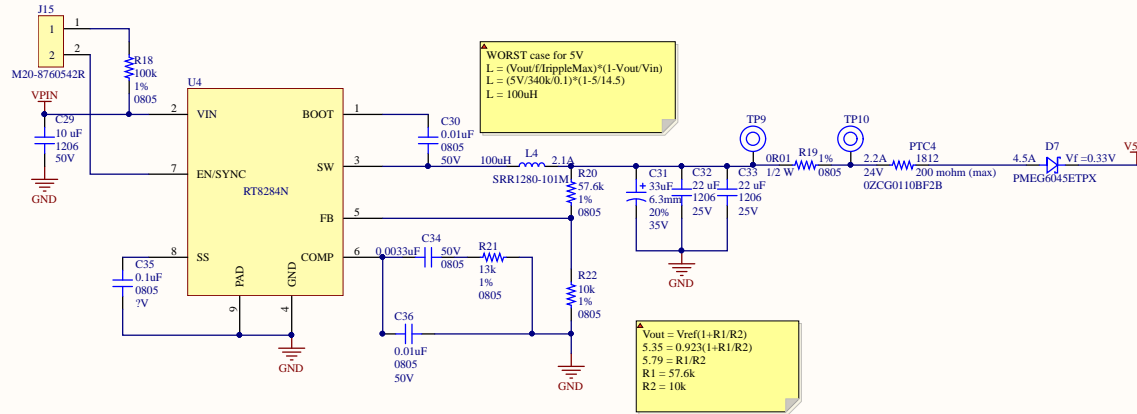 J15
1
2
1
2
M20-8760542R
R18
100k
1%
0805
VPIN
C29
10 uF
1206
50V
GND
U4
2
VIN
7
EN/SYNC
8
SS
RT8284N
BOOT
1
SW
3
FB
5
COMP
6
PAD
9
GND
4
C35
0.1uF
0805
?V
GND
C30
0.01uF
0805
50V
WORST case for 5V
L = (Vout/f/IrippleMax)*(1-Vout/Vin)
L = (5V/340k/0.1)*(1-5/14.5)
L = 100uH
L4
100uH
2.1A
SRR1280-101M
R20
57.6k
1%
0805
C34
0.0033uF
50V
0805
R21
13k
1%
0805
C36
0.01uF
0805
50V
R22
10k
1%
0805
GND
C31
33uF
6.3mm
20%
35V
C32
22 uF
1206
25V
C33
22 uF
1206
25V
GND
TP9
0R01
1/2 W
R19
1%
0805
TP10
PTC4
2.2A
1812
24V
200 mohm (max)
0ZCG0110BF2B
D7
4.5A
Vf =0.33V
PMEG6045ETPX
V5
Vout = Vref(1+R1/R2)
5.35 = 0.923(1+R1/R2)
5.79 = R1/R2
R1 = 57.6k
R2 = 10k